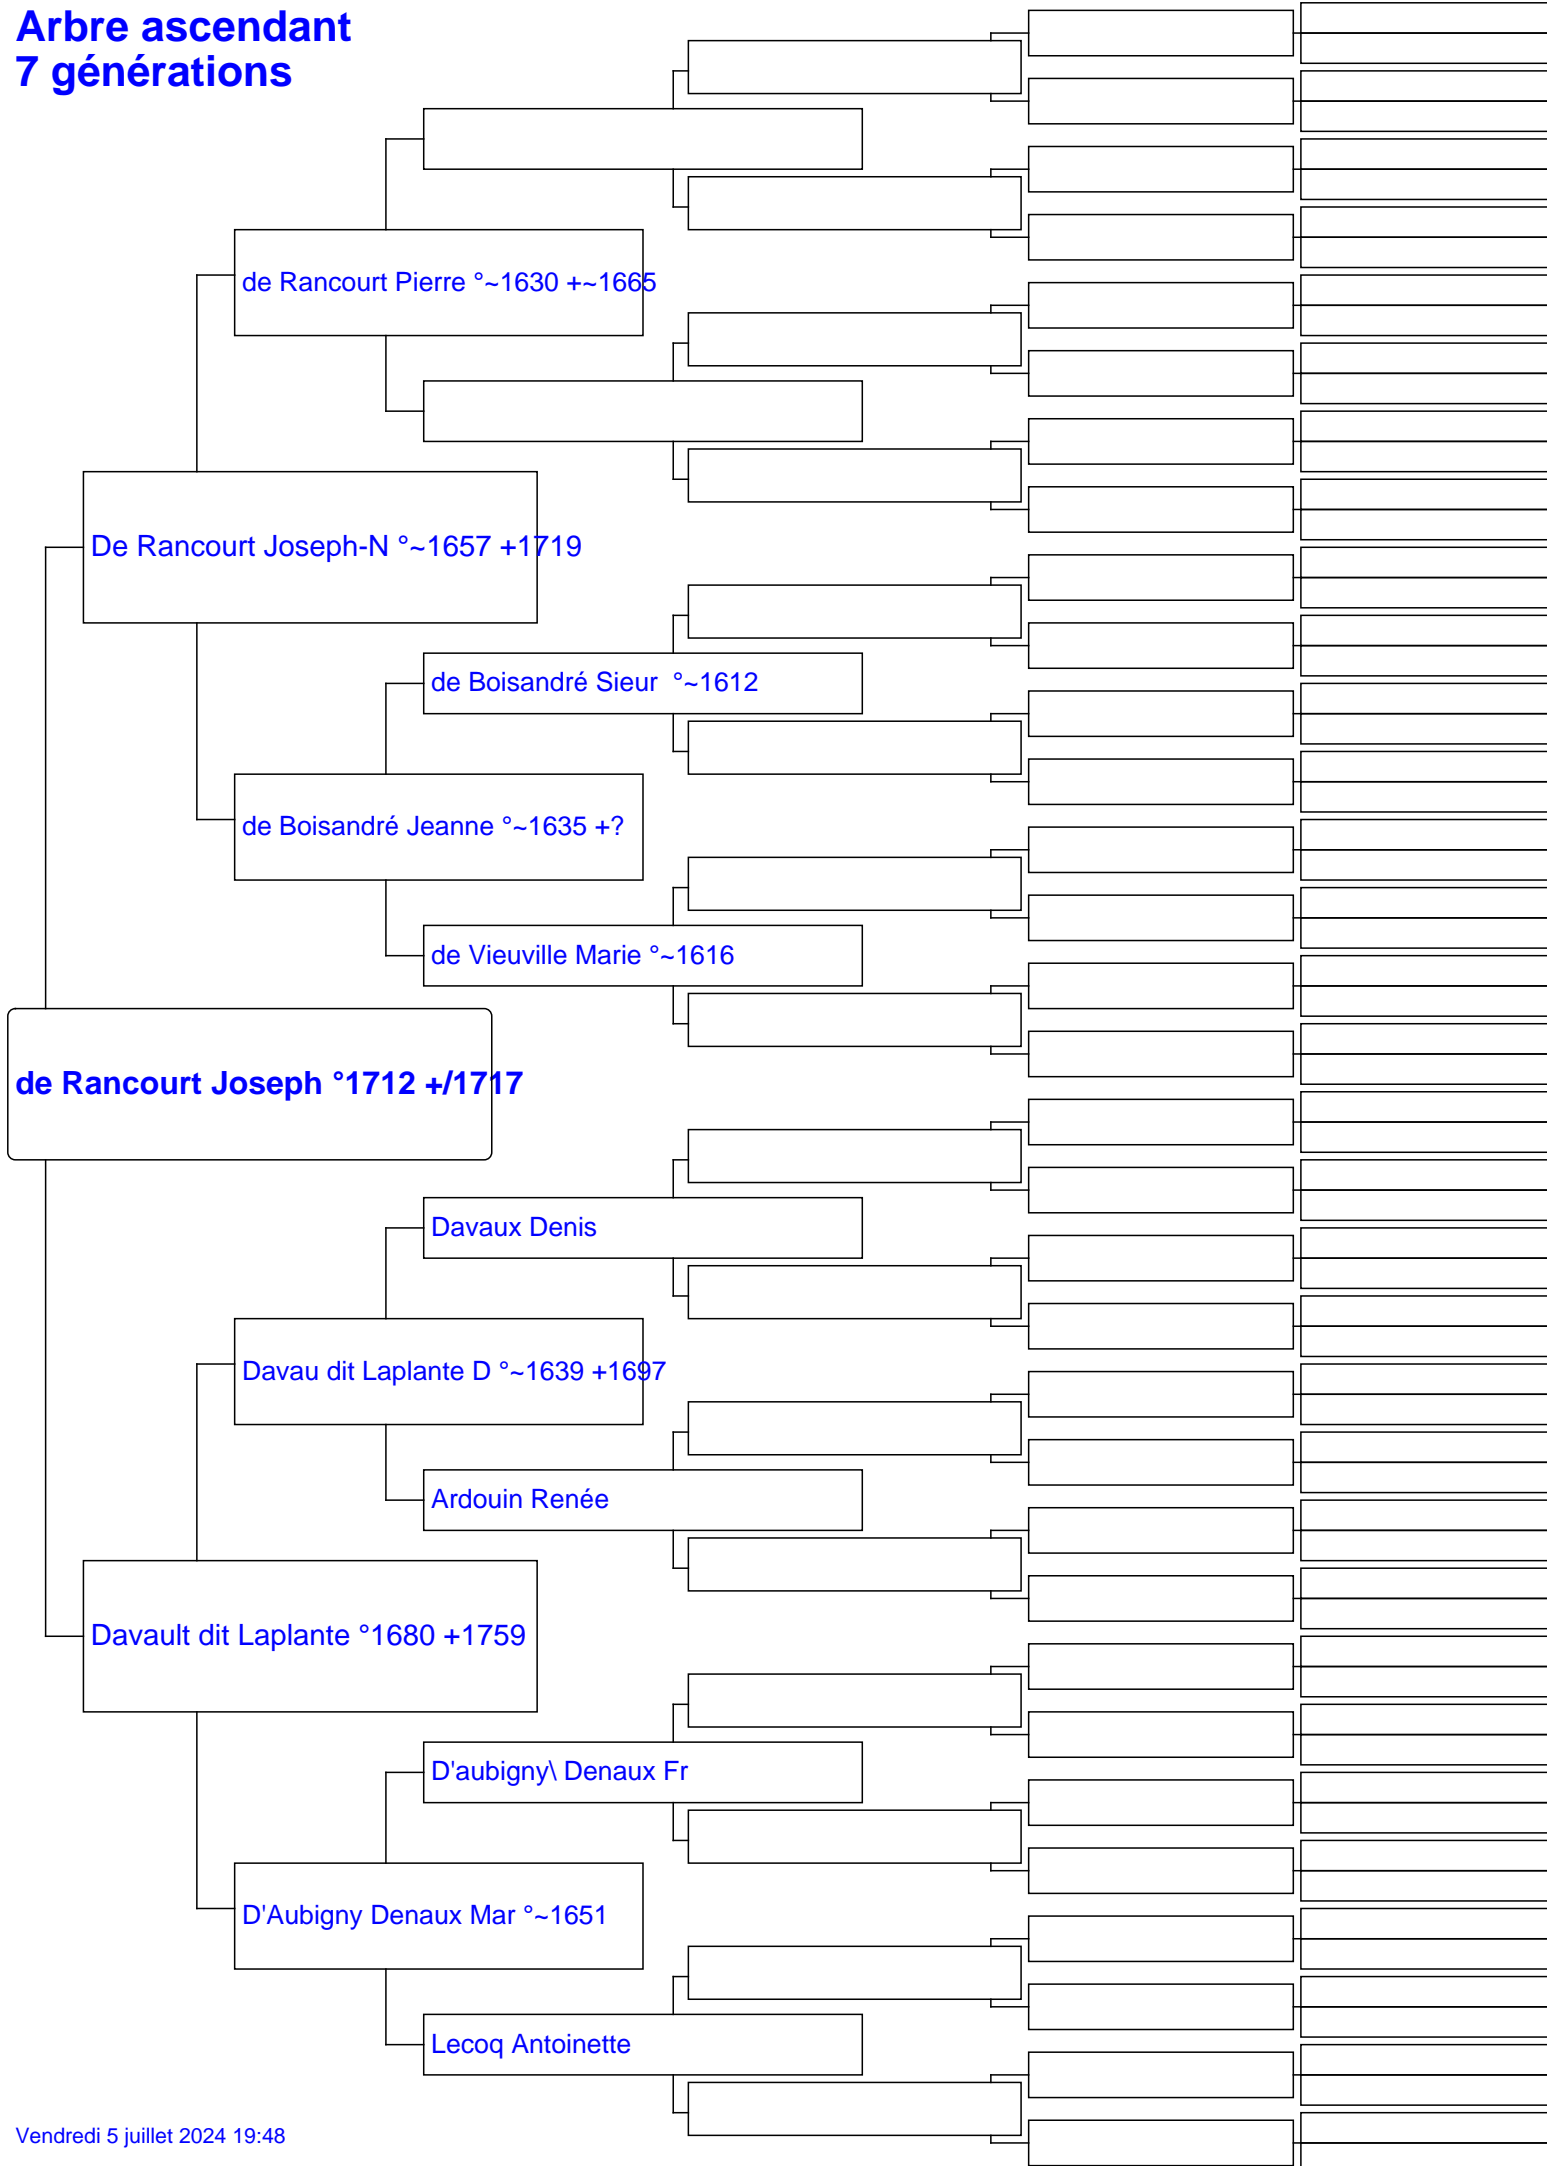 Arbre ascendant
7 générations
de Rancourt Pierre °~1630 +~1665
De Rancourt Joseph-N °~1657 +1719
de Boisandré Sieur  °~1612
de Boisandré Jeanne °~1635 +?
de Vieuville Marie °~1616
de Rancourt Joseph °1712 +/1717
Davaux Denis
Davau dit Laplante D °~1639 +1697
Ardouin Renée
Davault dit Laplante °1680 +1759
D'aubigny\ Denaux Fr
D'Aubigny Denaux Mar °~1651
Lecoq Antoinette
Vendredi 5 juillet 2024 19:48